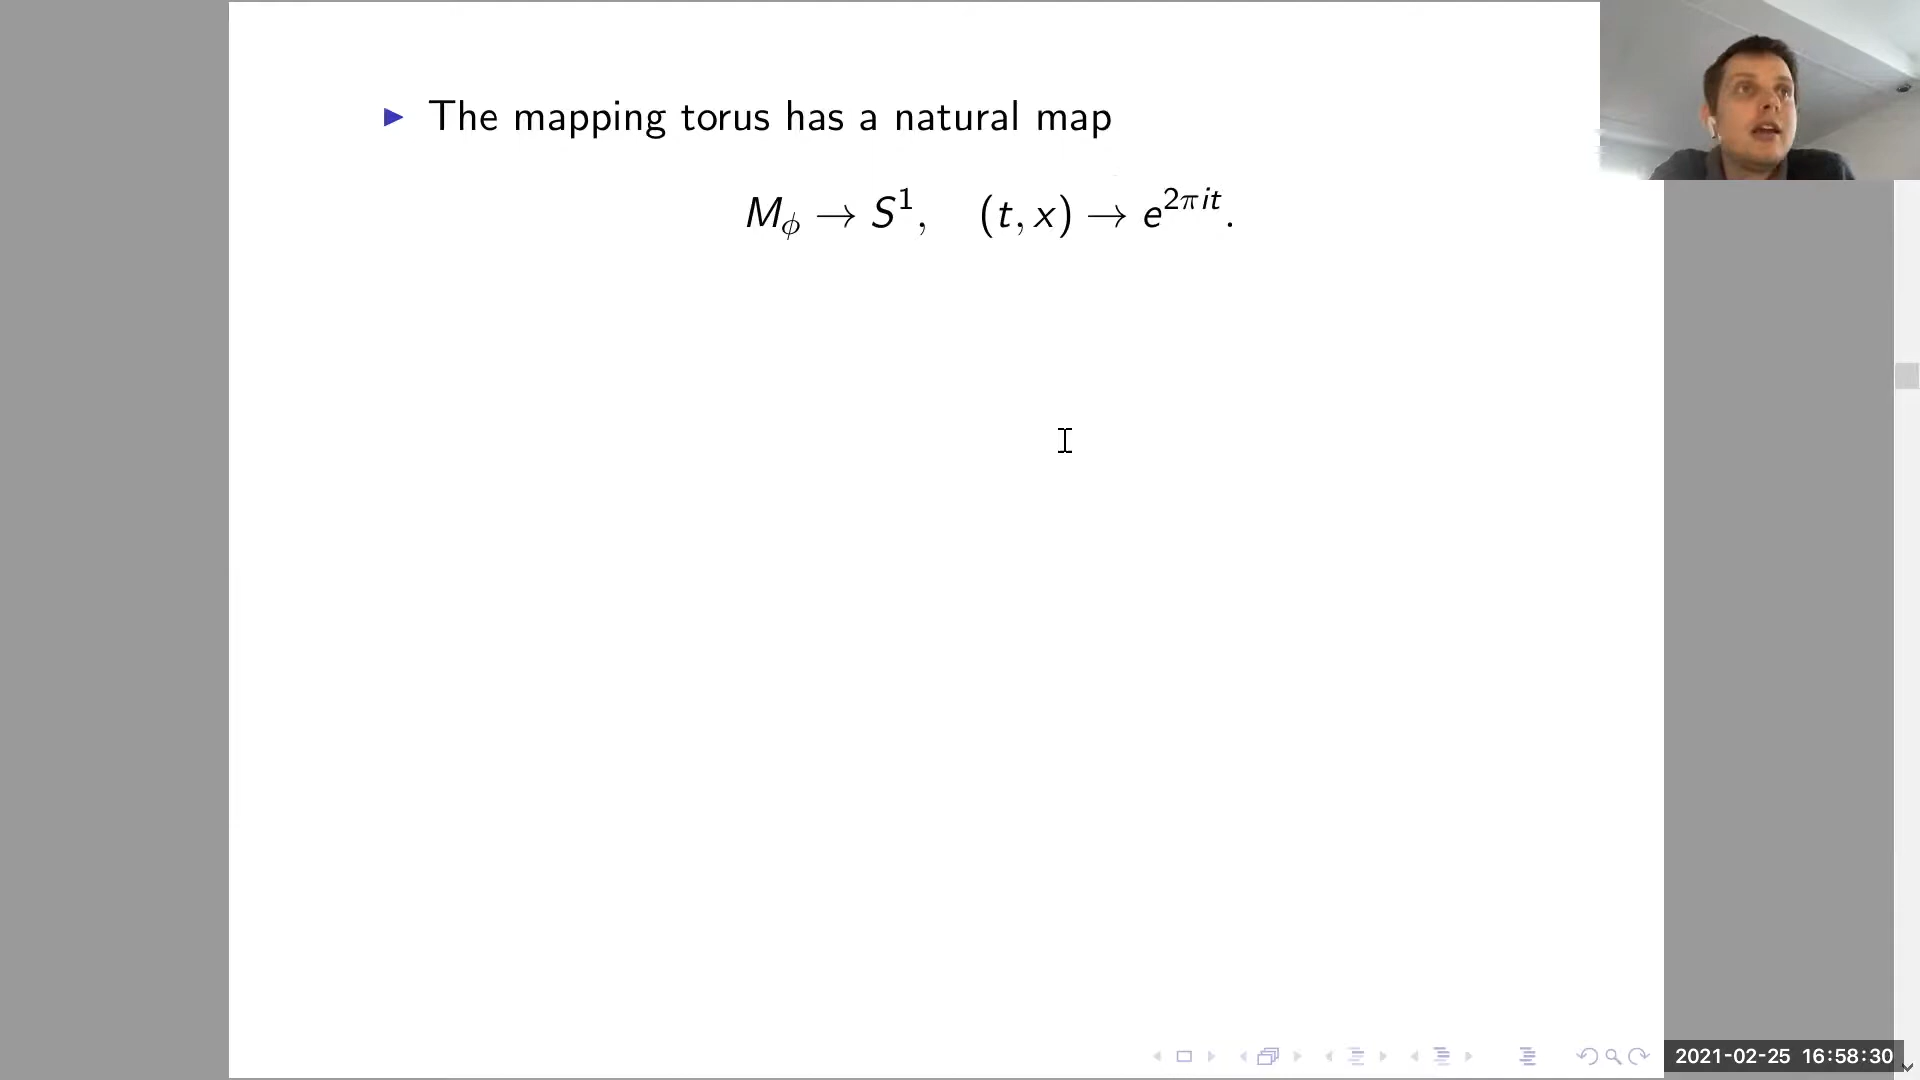 The mapping torus has a natural map
M_ϕ → S^1, (t, x) → e^{2πit}.
2021-02-25 16:58:30